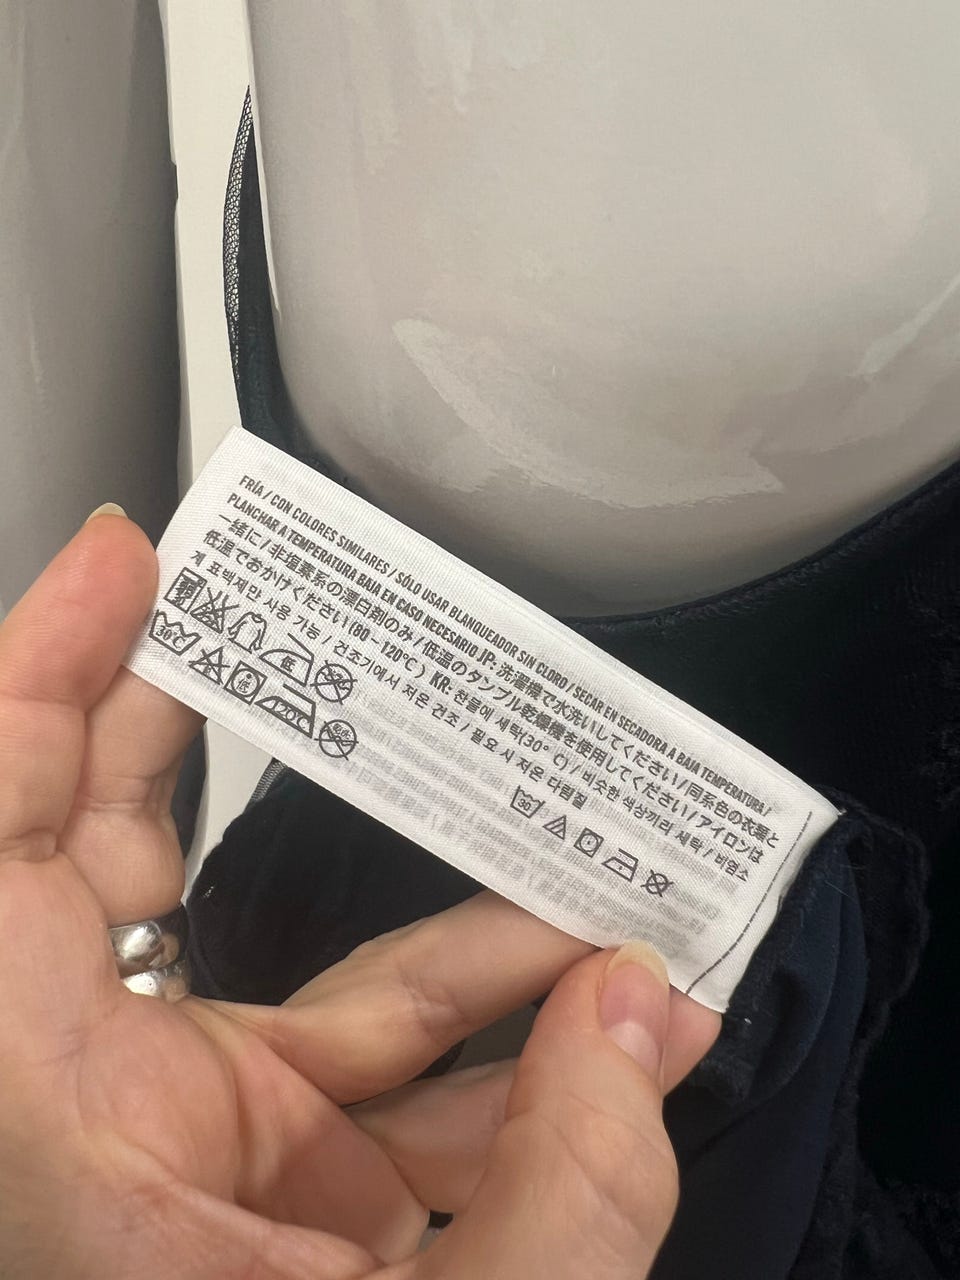 FRÍA / CON COLORES SIMILARES / SÓLO USAR BLANQUEADOR SIN CLORO / SECAR EN SECADORA A BAJA TEMPERATURA /
PLANCHAR A TEMPERATURA BAJA EN CASO NECESARIO JP: 洗濯機で水洗いしてください/同系色の衣類と
一緒に/非塩素系の漂白剤のみ/低温のタンブル乾燥機を使用してください/アイロンは
低温でおかけください(80-120℃) KR: 찬물에 세탁(30° C) / 비슷한 색상끼리 세탁 / 비염소
계 표백제만 사용 가능 / 건조기에서 저온 건조 / 필요 시 저온 다림질
低
30℃
低
120℃
30